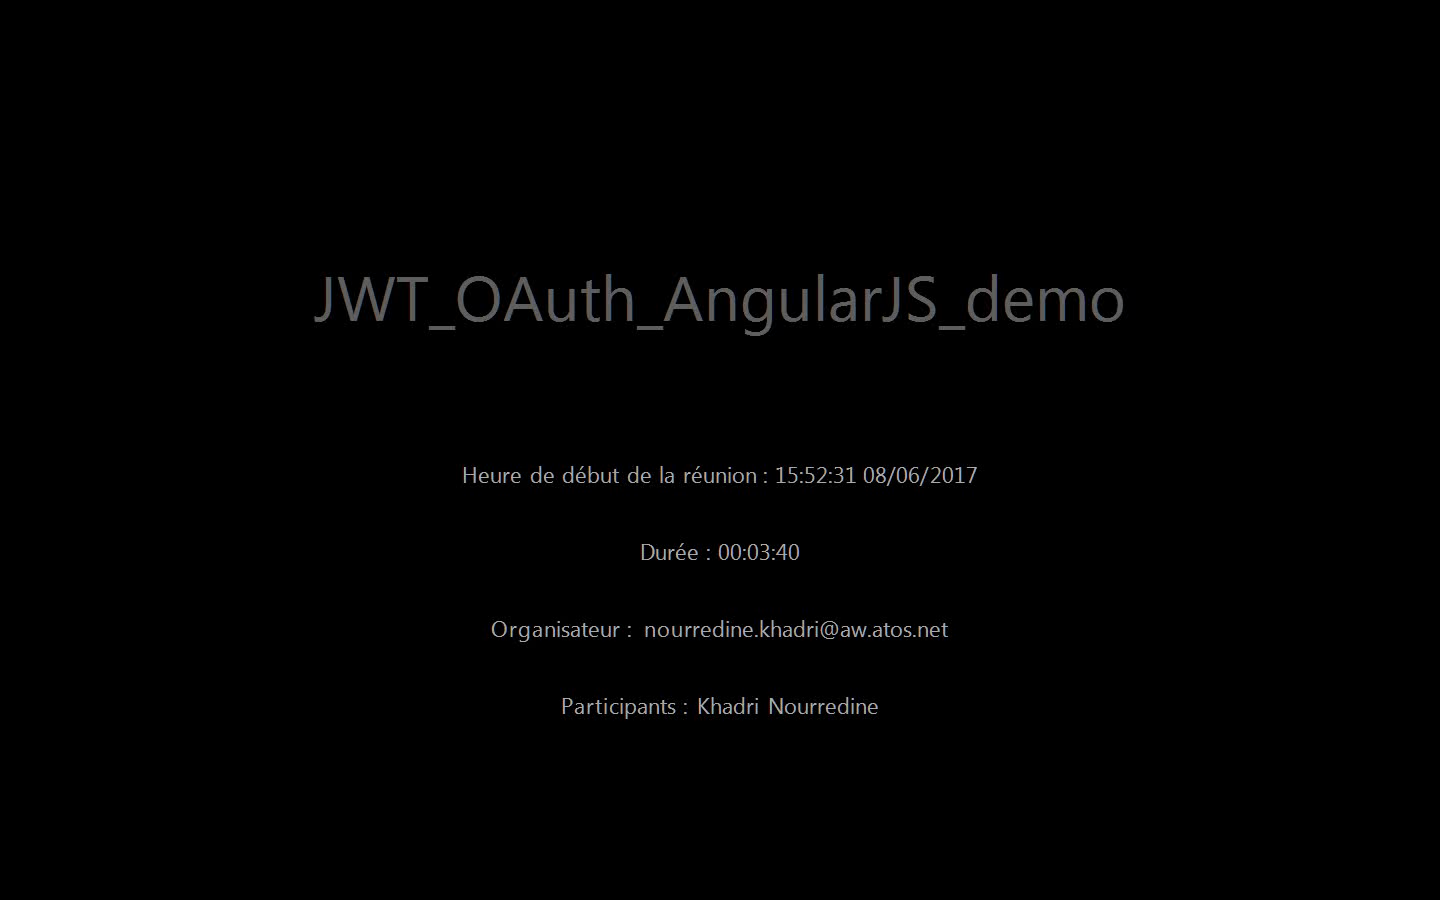 JWT_OAuth_AngularJS_demo
Heure de début de la réunion : 15:52:31 08/06/2017
Durée : 00:03:40
Organisateur : nourredine.khadri@aw.atos.net
Participants : Khadri Nourredine